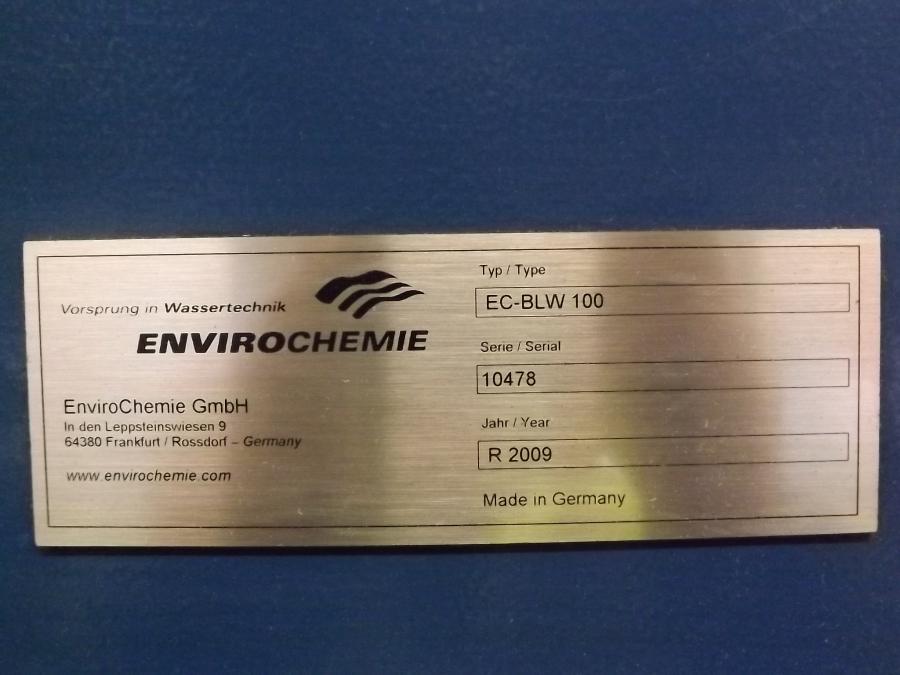 Vorsprung in Wassertechnik
ENVIROCHEMIE
EnviroChemie GmbH
In den Leppsteinswiesen 9
64380 Frankfurt / Rossdorf – Germany
www.envirochemie.com
Typ / Type
EC-BLW 100
Serie / Serial
10478
Jahr / Year
R 2009
Made in Germany